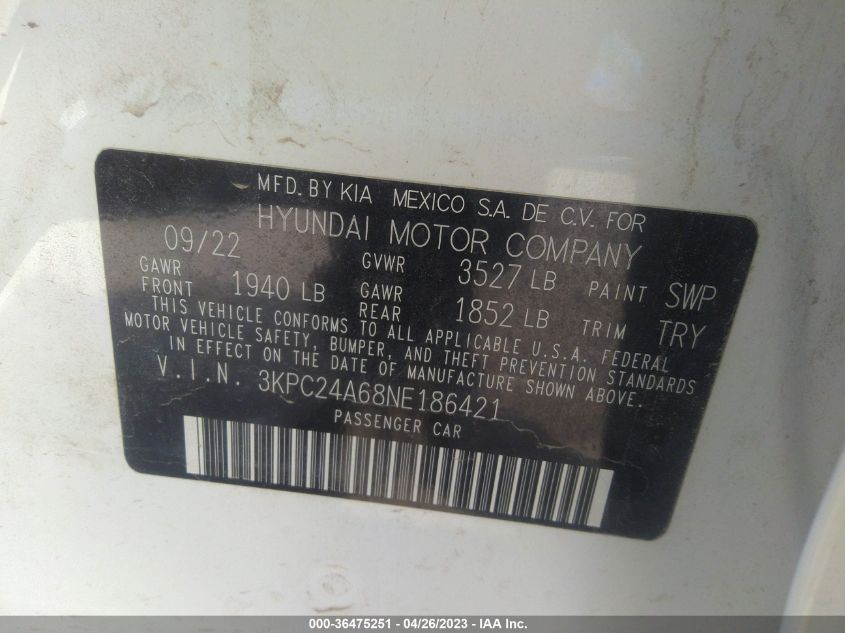 MFD. BY KIA MEXICO S.A. DE C.V. FOR
HYUNDAI MOTOR COMPANY
09/22 GVWR 3527 LB PAINT SWP
GAWR FRONT 1940 LB GAWR REAR 1852 LB TRIM TRY
THIS VEHICLE CONFORMS TO ALL APPLICABLE U.S.A. FEDERAL
MOTOR VEHICLE SAFETY, BUMPER, AND THEFT PREVENTION STANDARDS
IN EFFECT ON THE DATE OF MANUFACTURE SHOWN ABOVE.
V.I.N. 3KPC24A68NE186421
PASSENGER CAR
000-36475251 - 04/26/2023 - IAA Inc.